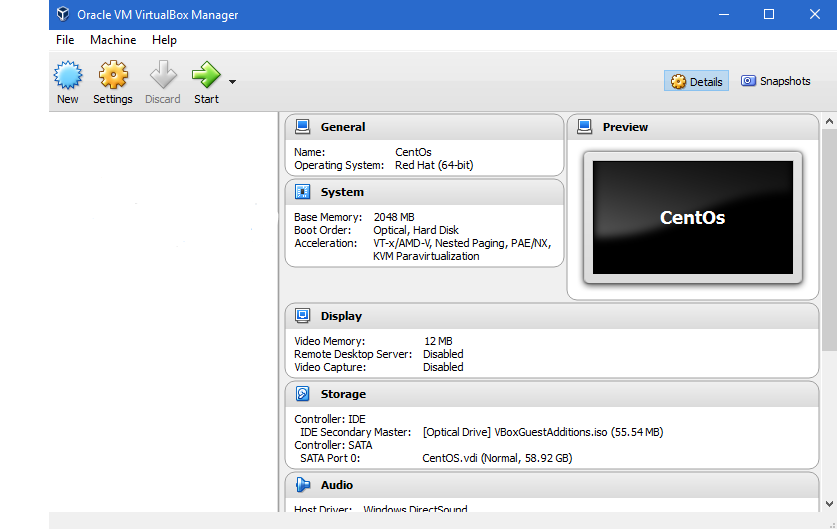 Oracle VM VirtualBox Manager
File Machine Help
New Settings Discard Start Details Snapshots
General
Name: CentOs
Operating System: Red Hat (64-bit)
Preview
CentOs
System
Base Memory: 2048 MB
Boot Order: Optical, Hard Disk
Acceleration: VT-x/AMD-V, Nested Paging, PAE/NX,
KVM Paravirtualization
Display
Video Memory: 12 MB
Remote Desktop Server: Disabled
Video Capture: Disabled
Storage
Controller: IDE
IDE Secondary Master: [Optical Drive] VBoxGuestAdditions.iso (55.54 MB)
Controller: SATA
SATA Port 0: CentOS.vdi (Normal, 58.92 GB)
Audio
Host Driver: Windows DirectSound